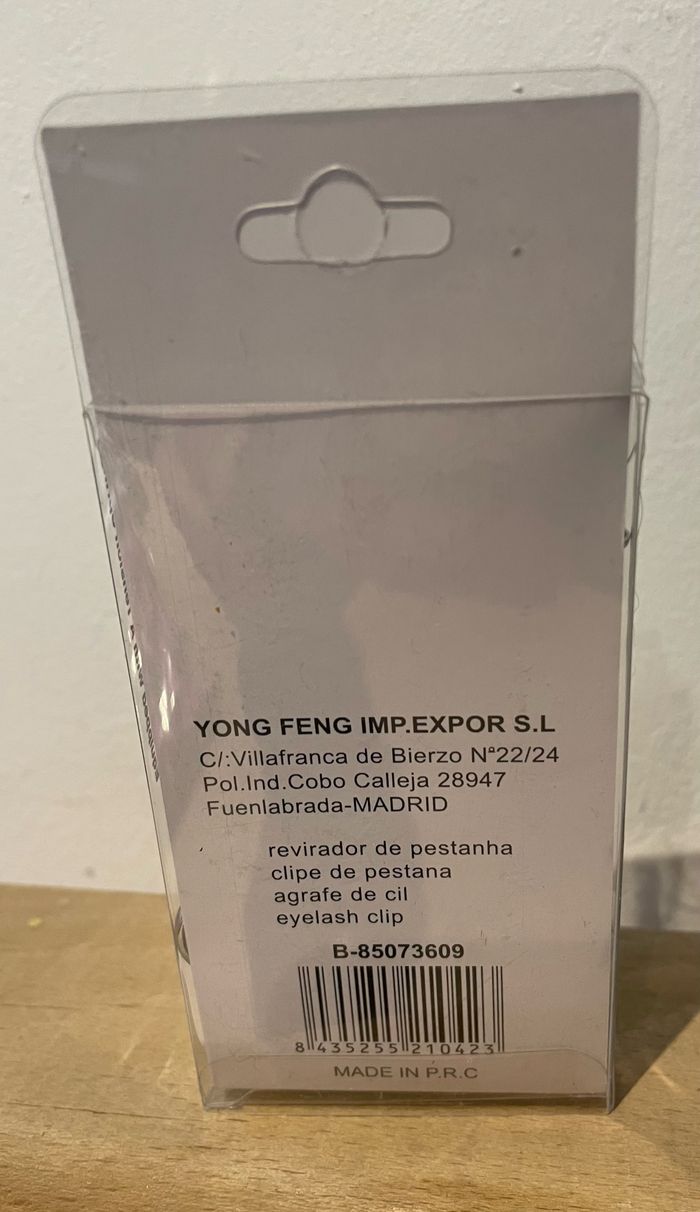 YONG FENG IMP.EXPOR S.L
C/:Villafranca de Bierzo Nª22/24
Pol.Ind.Cobo Calleja 28947
Fuenlabrada-MADRID
revirador de pestanha
clipe de pestana
agrafe de cil
eyelash clip
B-85073609
8 435255 210423
MADE IN P.R.C